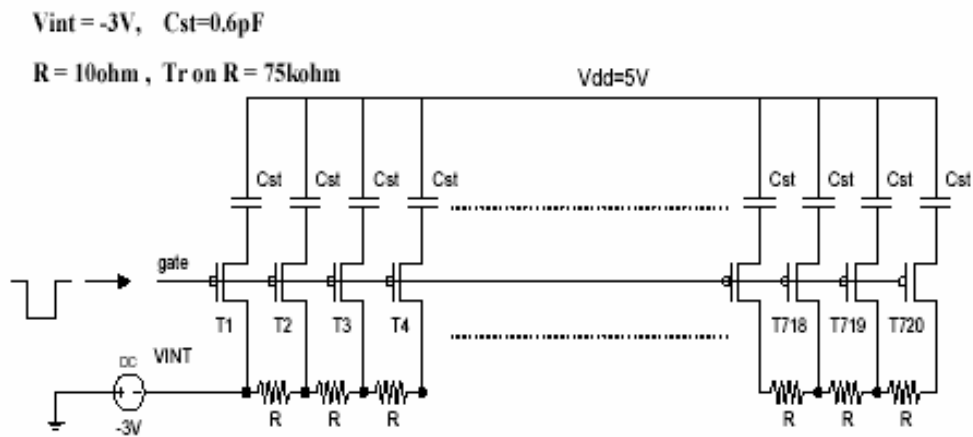 Vint = -3V, Cst=0.6pF
R = 10ohm , Tr on R = 75kohm
Vdd=5V
Cst Cst Cst Cst Cst Cst Cst Cst
gate
T1 T2 T3 T4 T718 T719 T720
DC VINT
-3V
R R R R R R